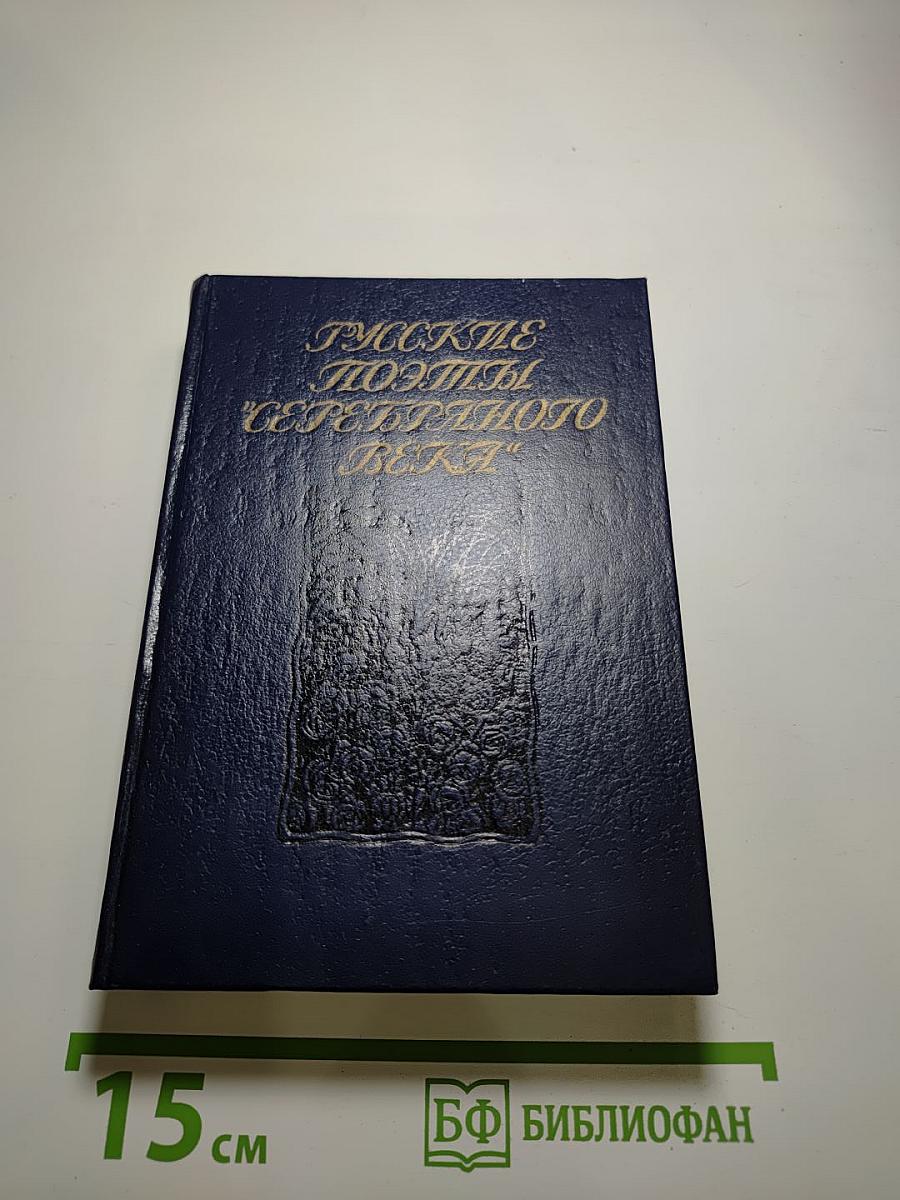 РУССКИЕ
ПОЭТЫ
"СЕРЕБРЯНОГО
ВЕКА"
15 см
БФ БИБЛИОФАН